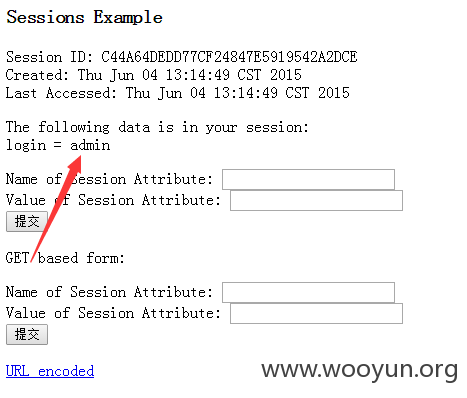 Sessions Example
Session ID: C44A64DEDD77CF24847E5919542A2DCE
Created: Thu Jun 04 13:14:49 CST 2015
Last Accessed: Thu Jun 04 13:14:49 CST 2015
The following data is in your session:
login = admin
Name of Session Attribute:
Value of Session Attribute:
提交
GET based form:
Name of Session Attribute:
Value of Session Attribute:
提交
URL encoded
www.wooyun.org